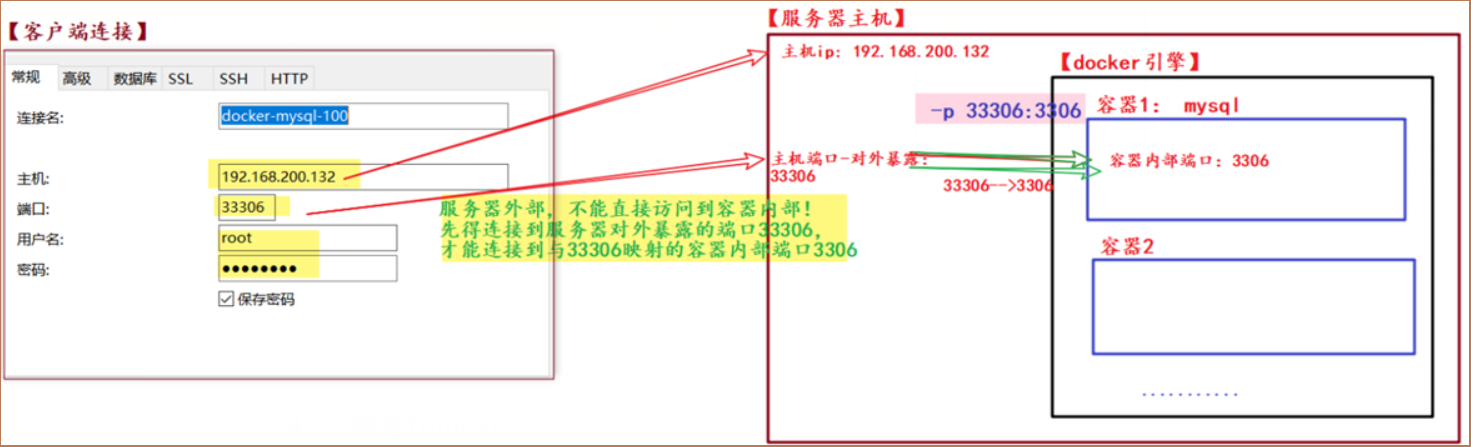 【客户端连接】
常规 高级 数据库 SSL SSH HTTP
连接名: docker-mysql-100
主机: 192.168.200.132
端口: 33306
用户名: root
密码: ●●●●●●●●
保存密码
服务器外部，不能直接访问到容器内部！
先得连接到服务器对外暴露的端口33306，
才能连接到与33306映射的容器内部端口3306
【服务器主机】
主机ip：192.168.200.132
【docker引擎】
-p 33306:3306
容器1： mysql
主机端口-对外暴露：
33306
容器内部端口：3306
33306-->3306
容器2
............